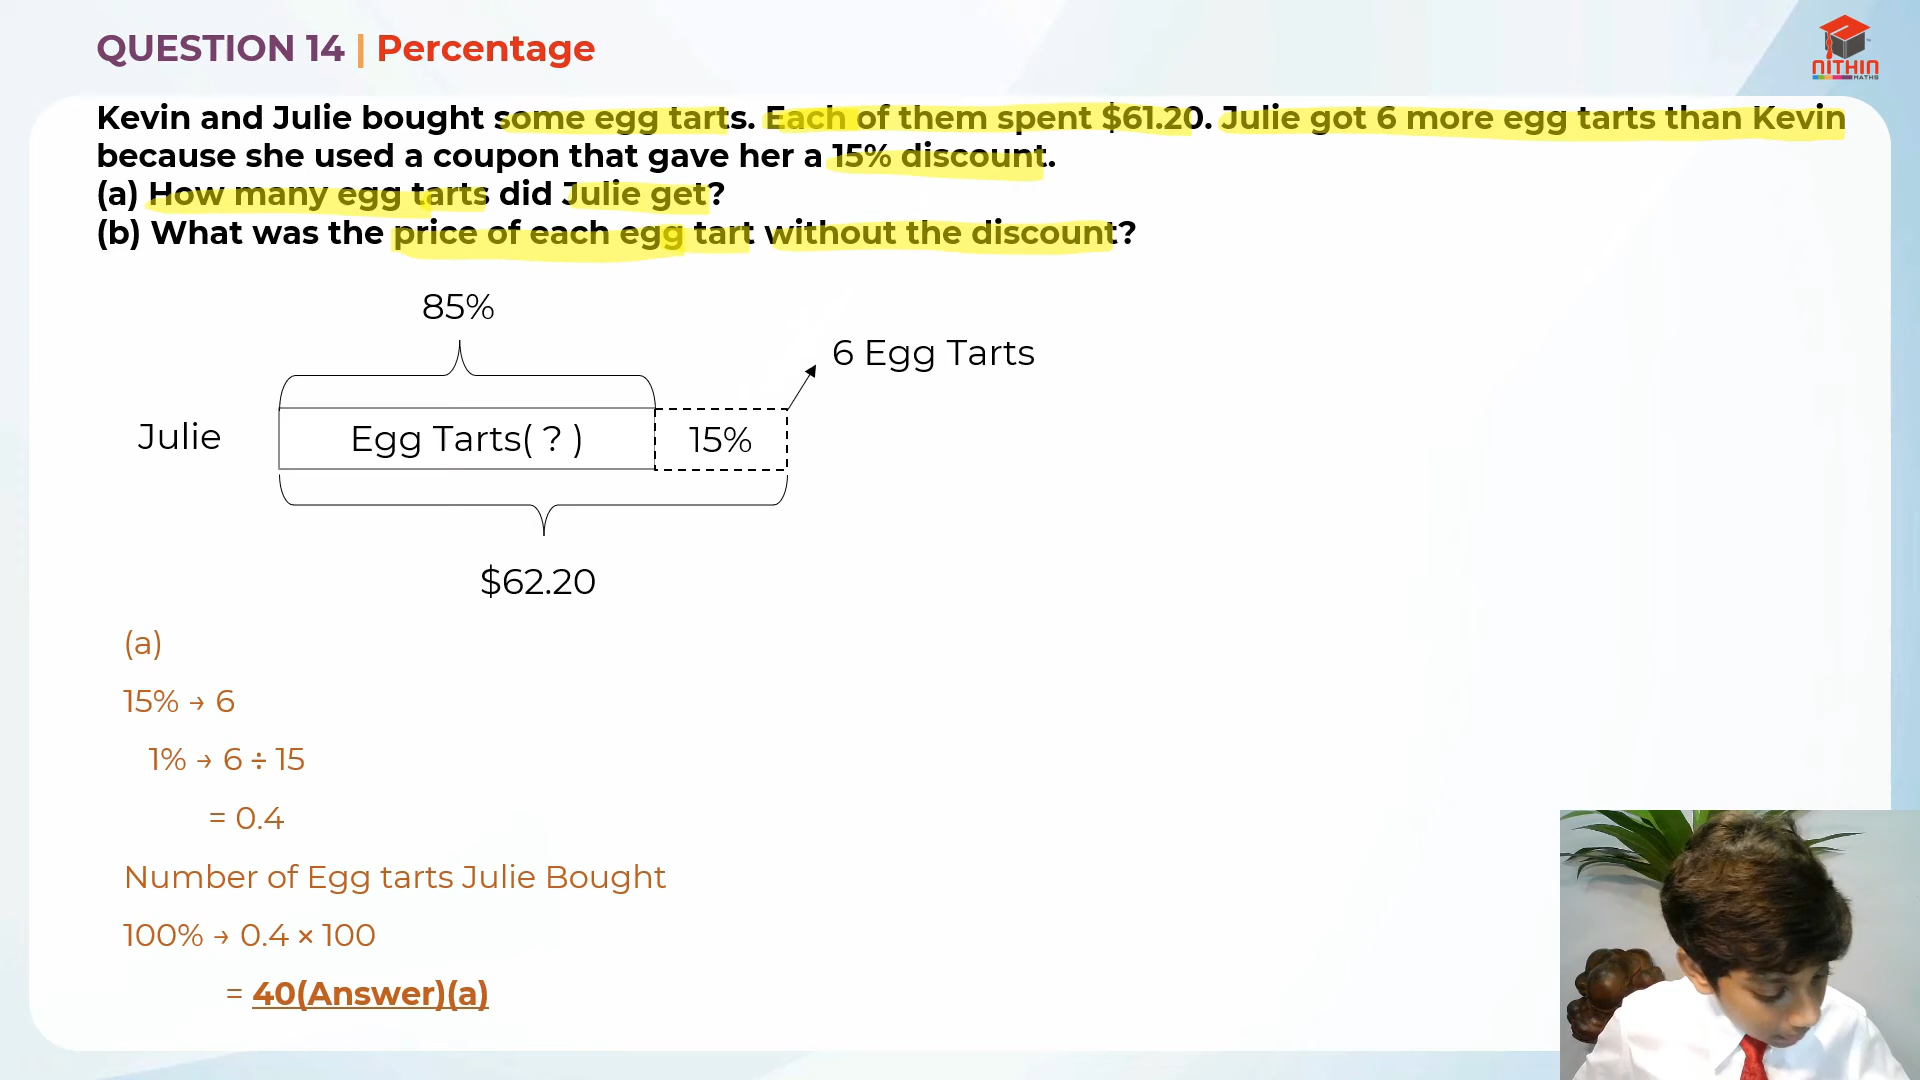 QUESTION 14 | Percentage
NITHIN
MATHS
Kevin and Julie bought some egg tarts. Each of them spent $61.20. Julie got 6 more egg tarts than Kevin
because she used a coupon that gave her a 15% discount.
(a) How many egg tarts did Julie get?
(b) What was the price of each egg tart without the discount?
85%
6 Egg Tarts
Julie
Egg Tarts( ? )
15%
$62.20
(a)
15% → 6
1% → 6 ÷ 15
= 0.4
Number of Egg tarts Julie Bought
100% → 0.4 × 100
= 40(Answer)(a)